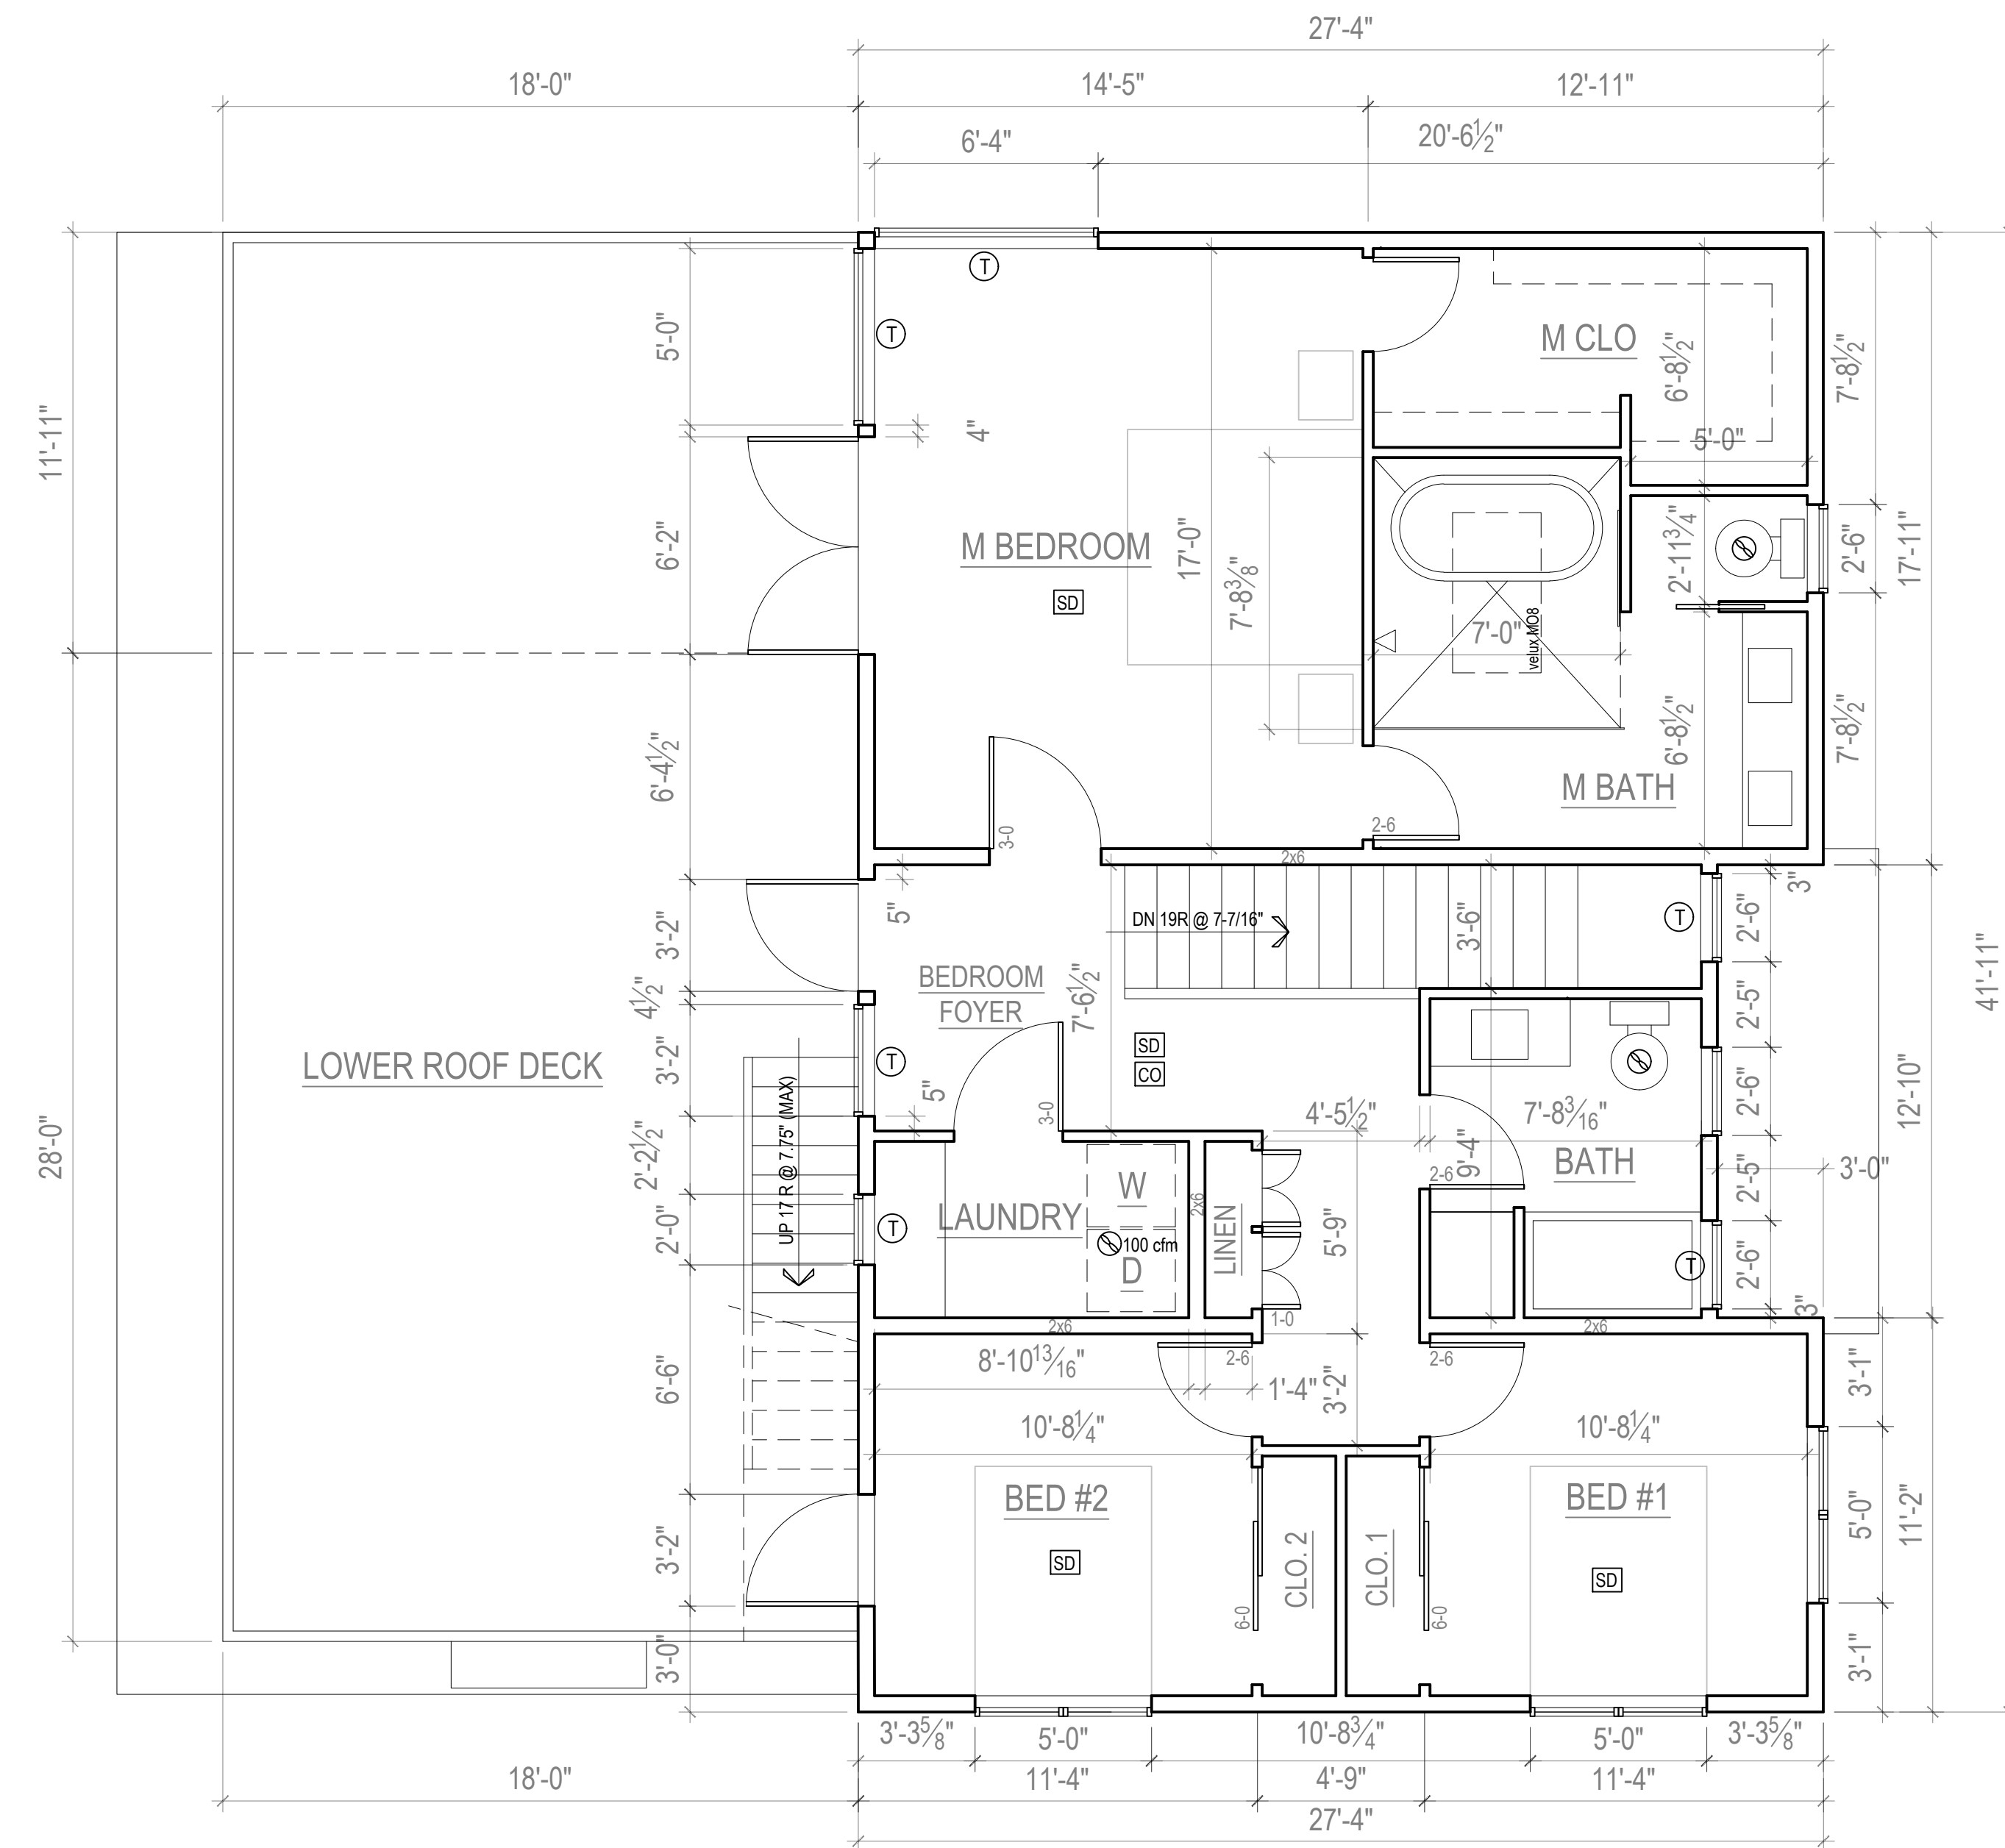 27'-4"
18'-0"
14'-5"
12'-11"
6'-4"
20'-6½"
T
T
5'-0"
11'-11"
4"
M CLO
6'-8½"
7'-8½"
5'-0"
6'-2"
M BEDROOM
SD
17'-0"
7'-8⅜"
7'-0"
velux MO8
2'-11¾"
2'-6"
17'-11"
6'-4½"
3-0
2-6
2x6
M BATH
6'-8½"
7'-8½"
5"
3'-2"
DN 19R @ 7-7/16"
3'-6"
T
2'-6"
3"
41'-11"
BEDROOM
FOYER
7'-6½"
4½"
2'-5"
LOWER ROOF DECK
3'-2"
UP 17 R @ 7.75" (MAX)
T
5"
3-0
SD
CO
4'-5½"
7'-8³⁄₁₆"
2'-6"
12'-10"
28'-0"
2'-2½"
2'-0"
T
LAUNDRY
W
100 cfm
D
2x6
LINEN
5'-9"
2-6
9'-4"
BATH
2'-5"
3'-0"
T
2'-6"
3"
1-0
2x6
2x6
6'-6"
8'-10¹³⁄₁₆"
2-6
1'-4"
3'-2"
2-6
3'-1"
10'-8¼"
10'-8¼"
BED #2
SD
CLO. 2
CLO. 1
BED #1
SD
5'-0"
11'-2"
3'-2"
6-0
6-0
3'-0"
3'-1"
3'-3⅝"
5'-0"
10'-8¾"
5'-0"
3'-3⅝"
18'-0"
11'-4"
4'-9"
11'-4"
27'-4"